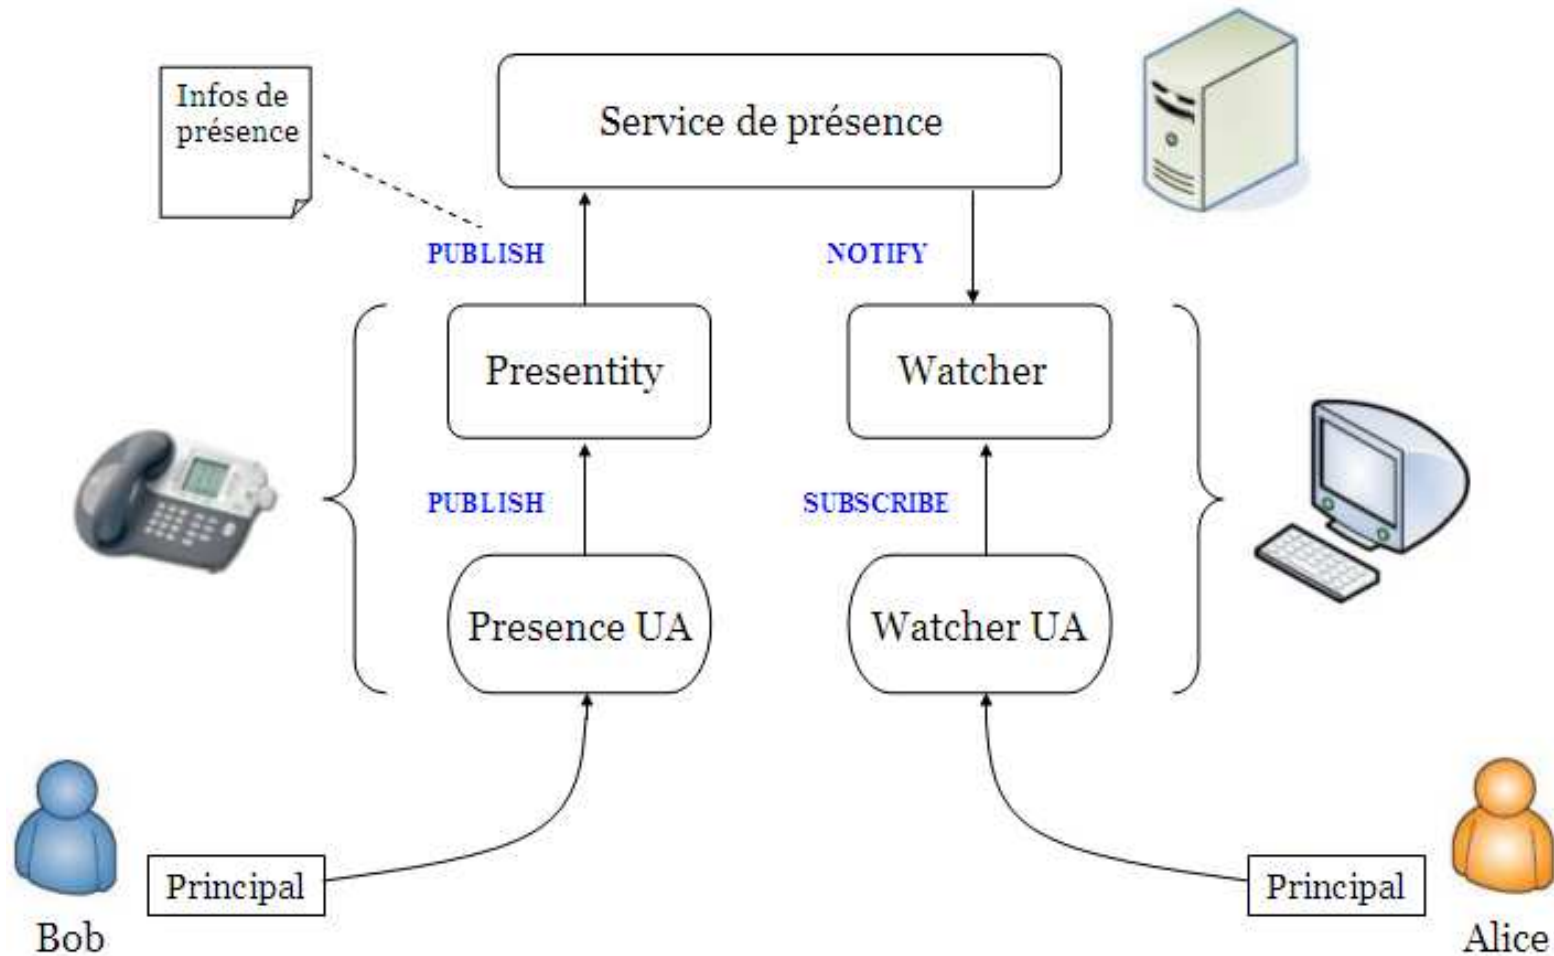 Infos de
présence
Service de présence
PUBLISH
NOTIFY
Presentity
Watcher
PUBLISH
SUBSCRIBE
Presence UA
Watcher UA
Principal
Principal
Bob
Alice